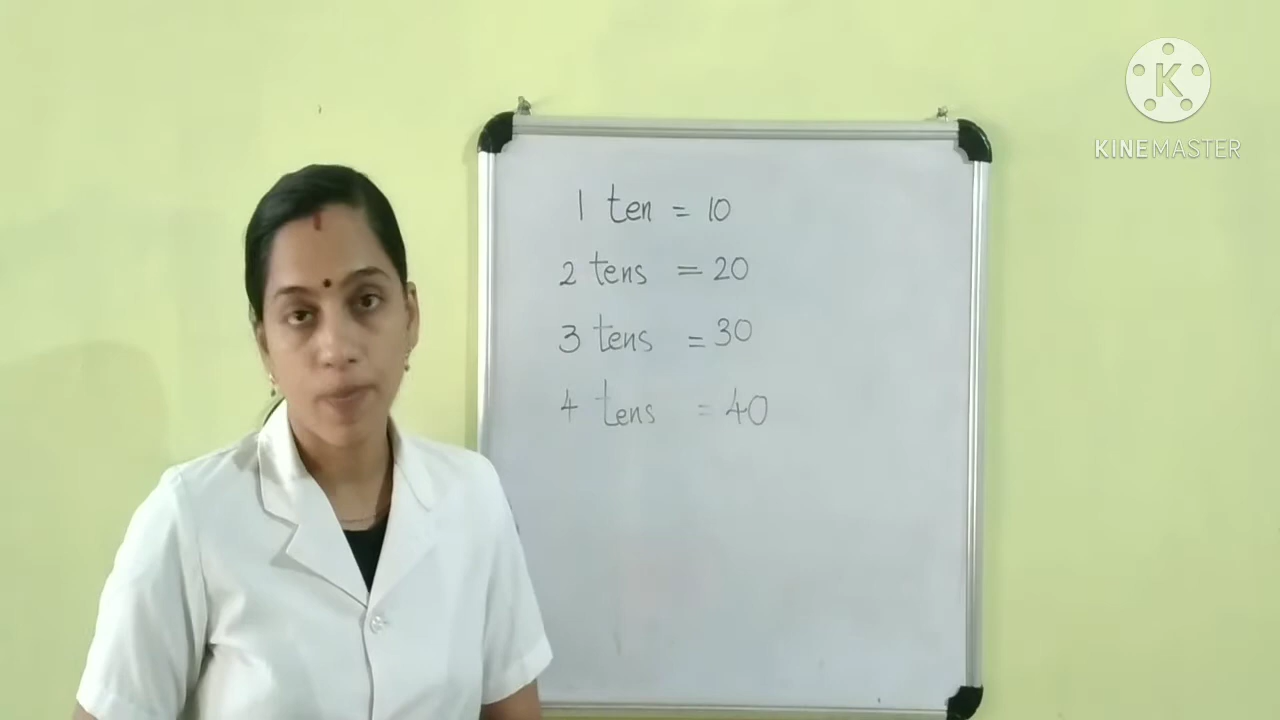 K
KINEMASTER
1 ten = 10
2 tens = 20
3 tens = 30
4 tens = 40